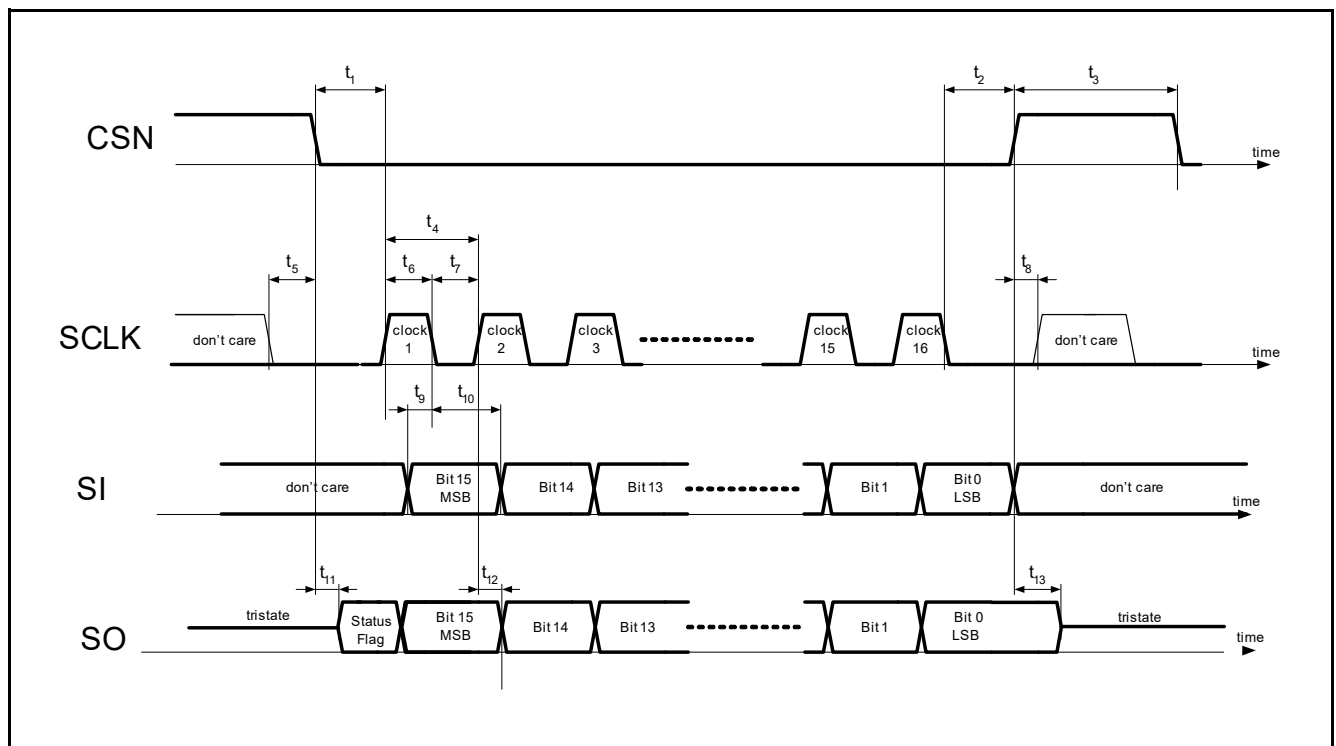 t1
t2
t3
CSN
time
t4
t5
t6
t7
t8
SCLK
don't care
clock
1
clock
2
clock
3
clock
15
clock
16
don't care
time
t9
t10
SI
don't care
Bit 15
MSB
Bit 14
Bit 13
Bit 1
Bit 0
LSB
don't care
time
t11
t12
t13
SO
tristate
Status
Flag
Bit 15
MSB
Bit 14
Bit 13
Bit 1
Bit 0
LSB
tristate
time